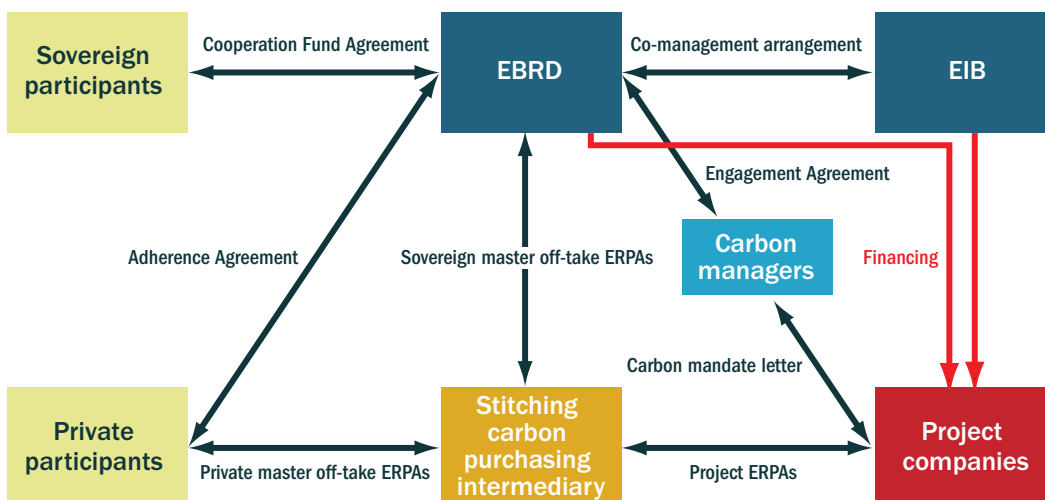 Sovereign
participants
Cooperation Fund Agreement
EBRD
Co-management arrangement
EIB
Engagement Agreement
Adherence Agreement
Sovereign master off-take ERPAs
Carbon
managers
Financing
Carbon mandate letter
Private
participants
Private master off-take ERPAs
Stitching
carbon
purchasing
intermediary
Project ERPAs
Project
companies